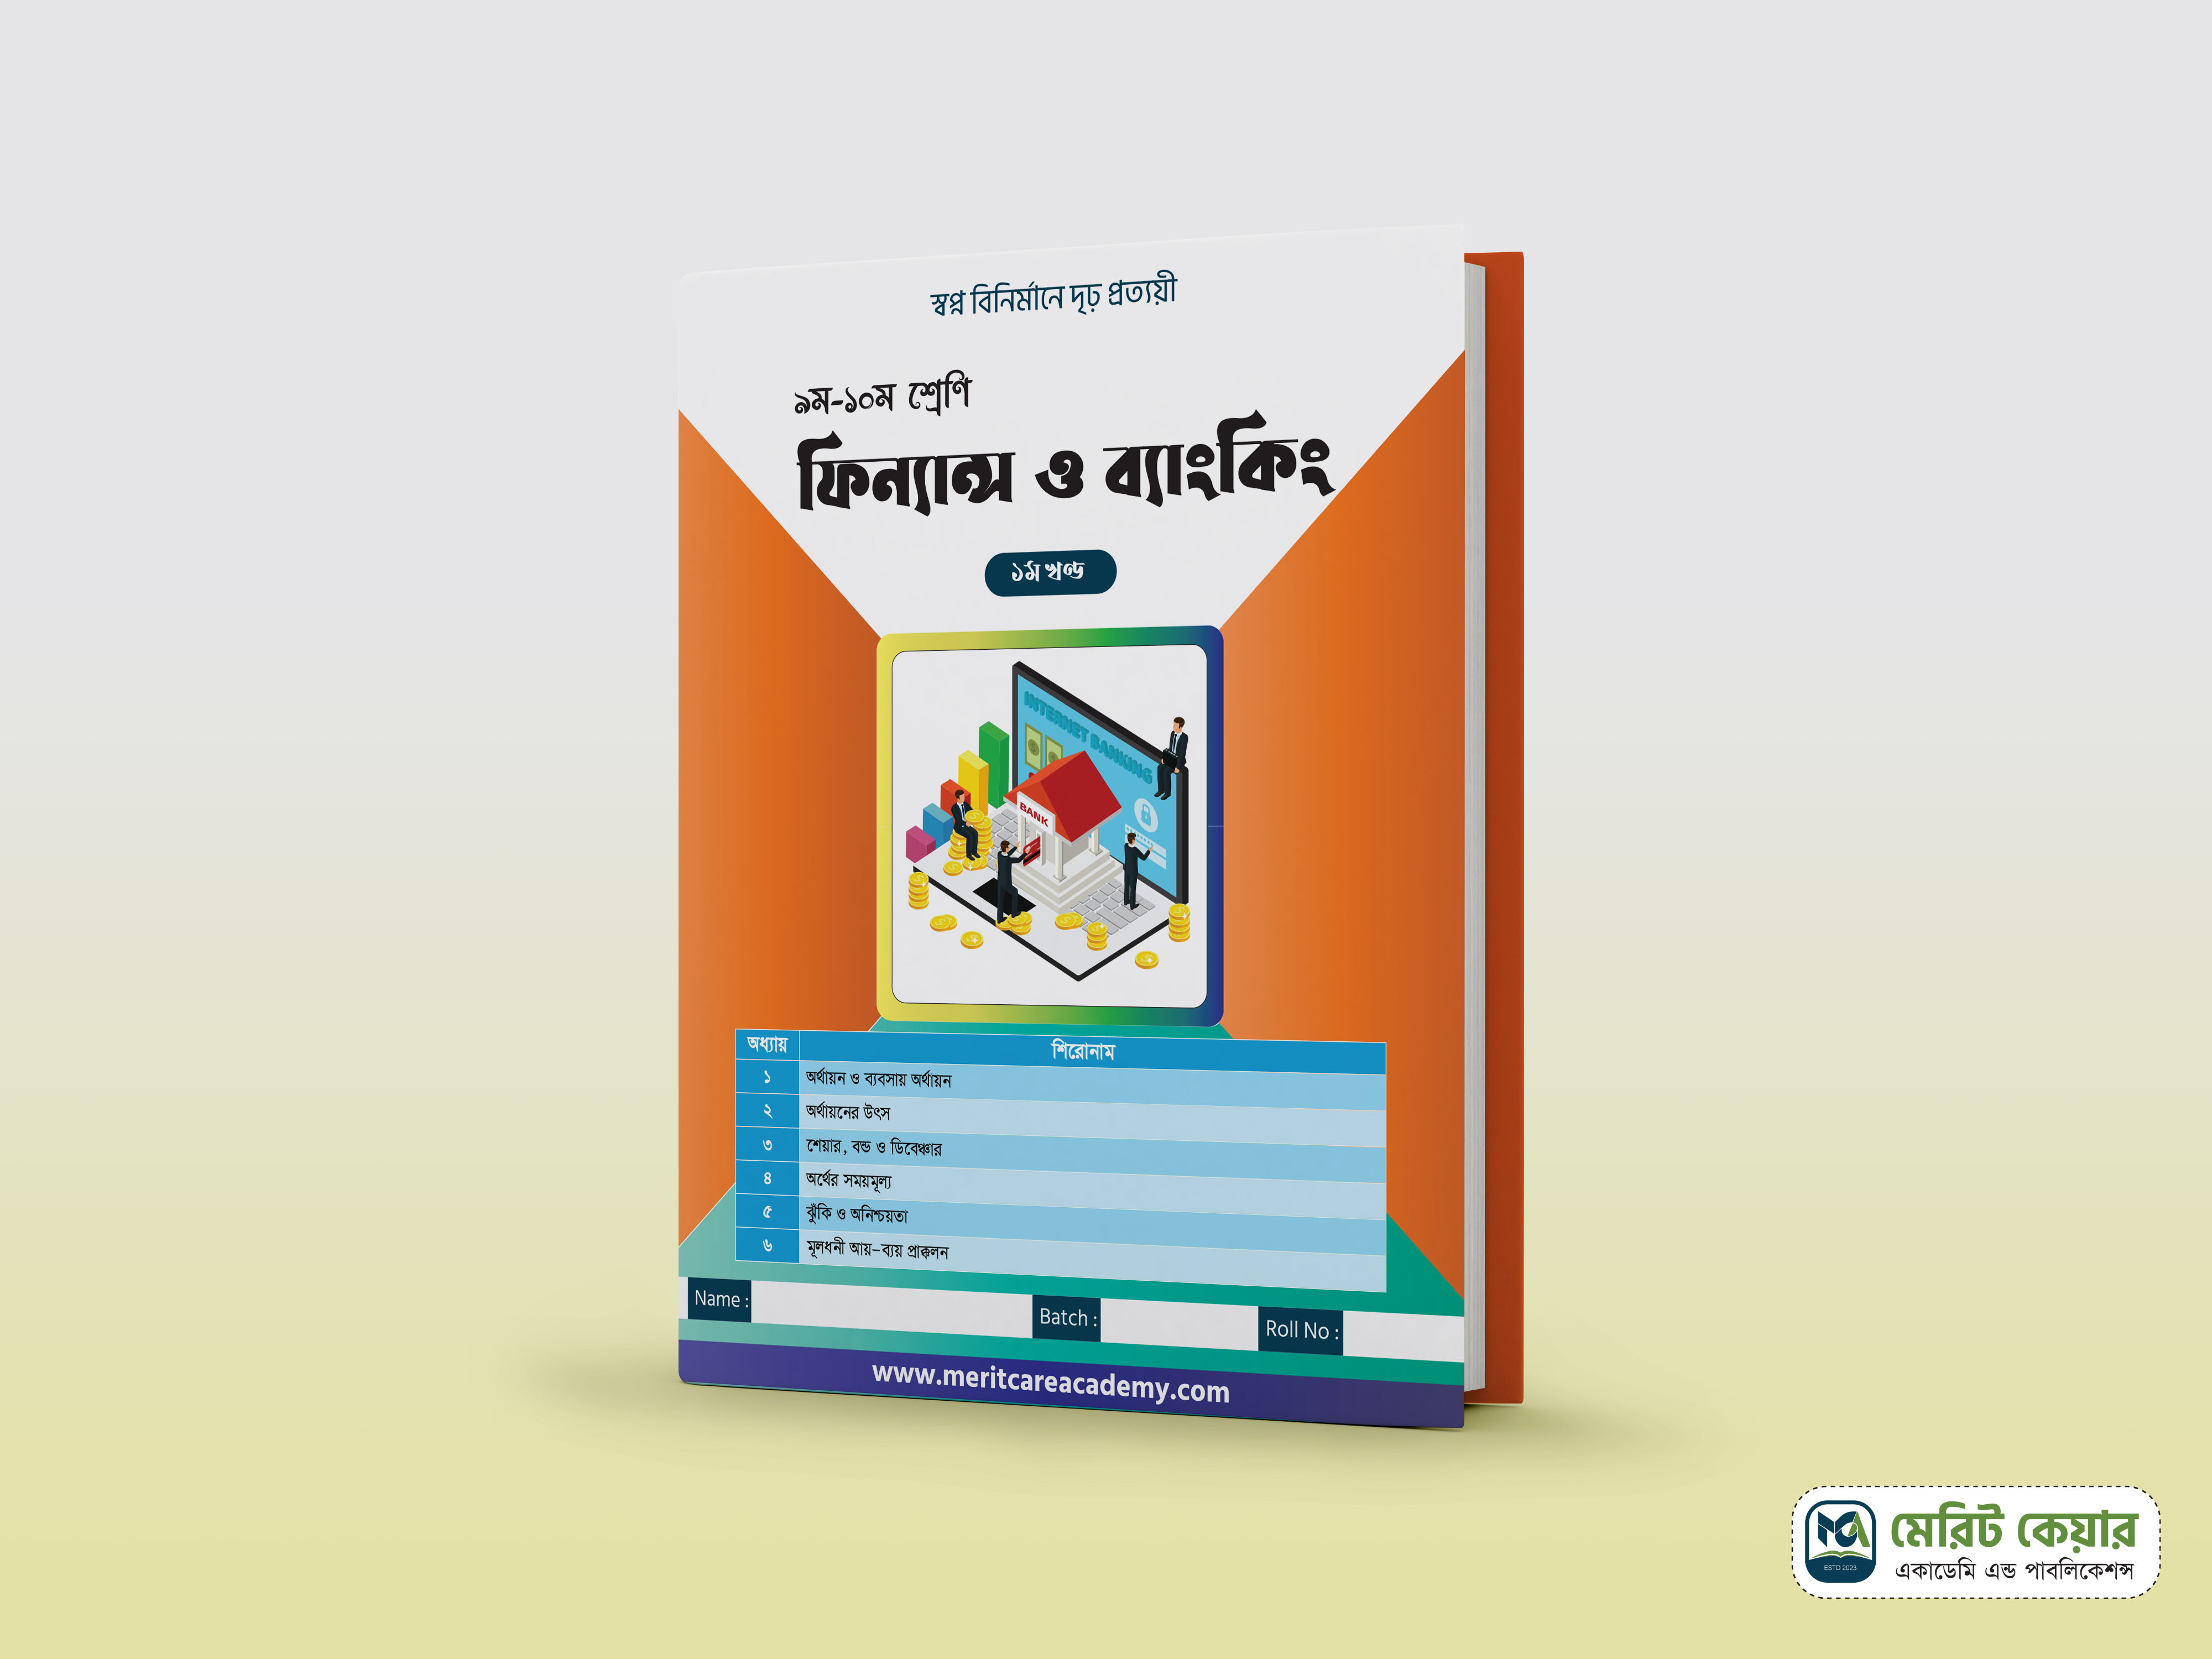 স্বপ্ন বিনির্মানে দৃঢ় প্রত্যয়ী
৯ম-১০ম শ্রেণি
ফিন্যান্স ও ব্যাংকিং
১ম খণ্ড
INTERNET BANKING
BANK
অধ্যায় শিরোনাম
১ অর্থায়ন ও ব্যবসায় অর্থায়ন
২ অর্থায়নের উৎস
৩ শেয়ার, বন্ড ও ডিবেঞ্চার
৪ অর্থের সময়মূল্য
৫ ঝুঁকি ও অনিশ্চয়তা
৬ মূলধনী আয়-ব্যয় প্রাক্কলন
Name : Batch : Roll No :
www.meritcareacademy.com
MCA
ESTD 2023
মেরিট কেয়ার
একাডেমি এন্ড পাবলিকেশন্স